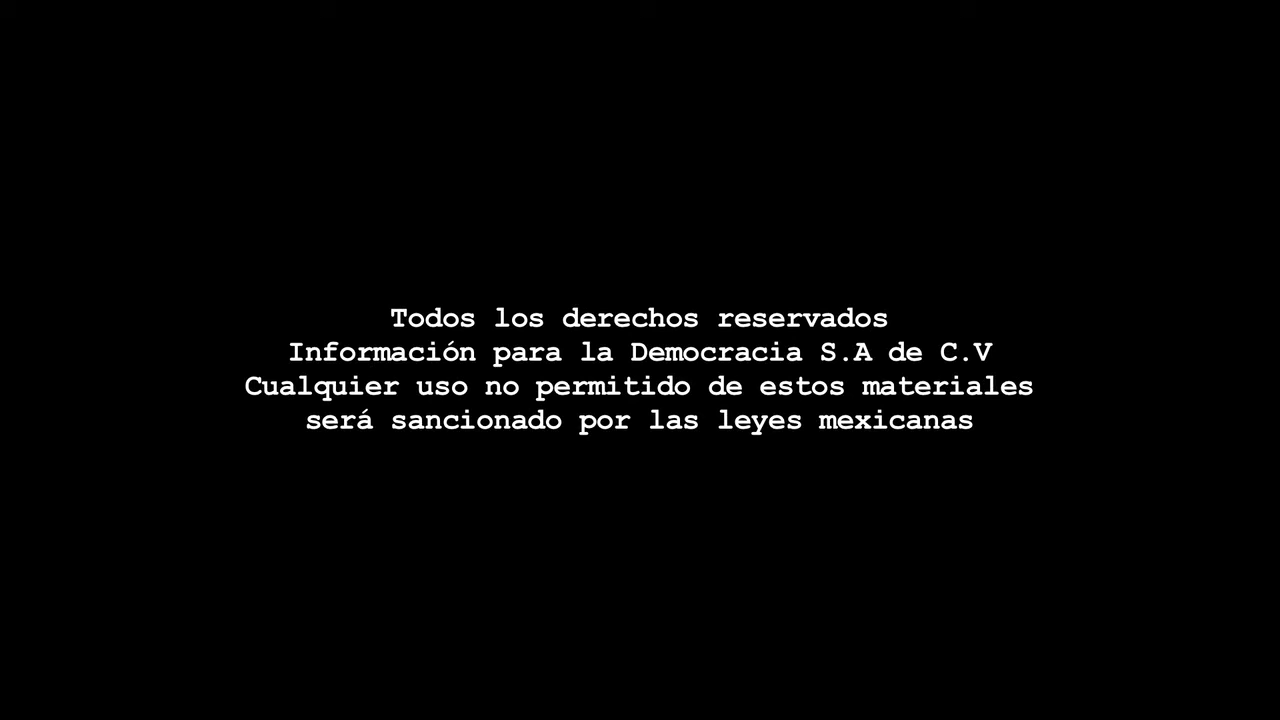 Todos los derechos reservados
Información para la Democracia S.A de C.V
Cualquier uso no permitido de estos materiales
será sancionado por las leyes mexicanas